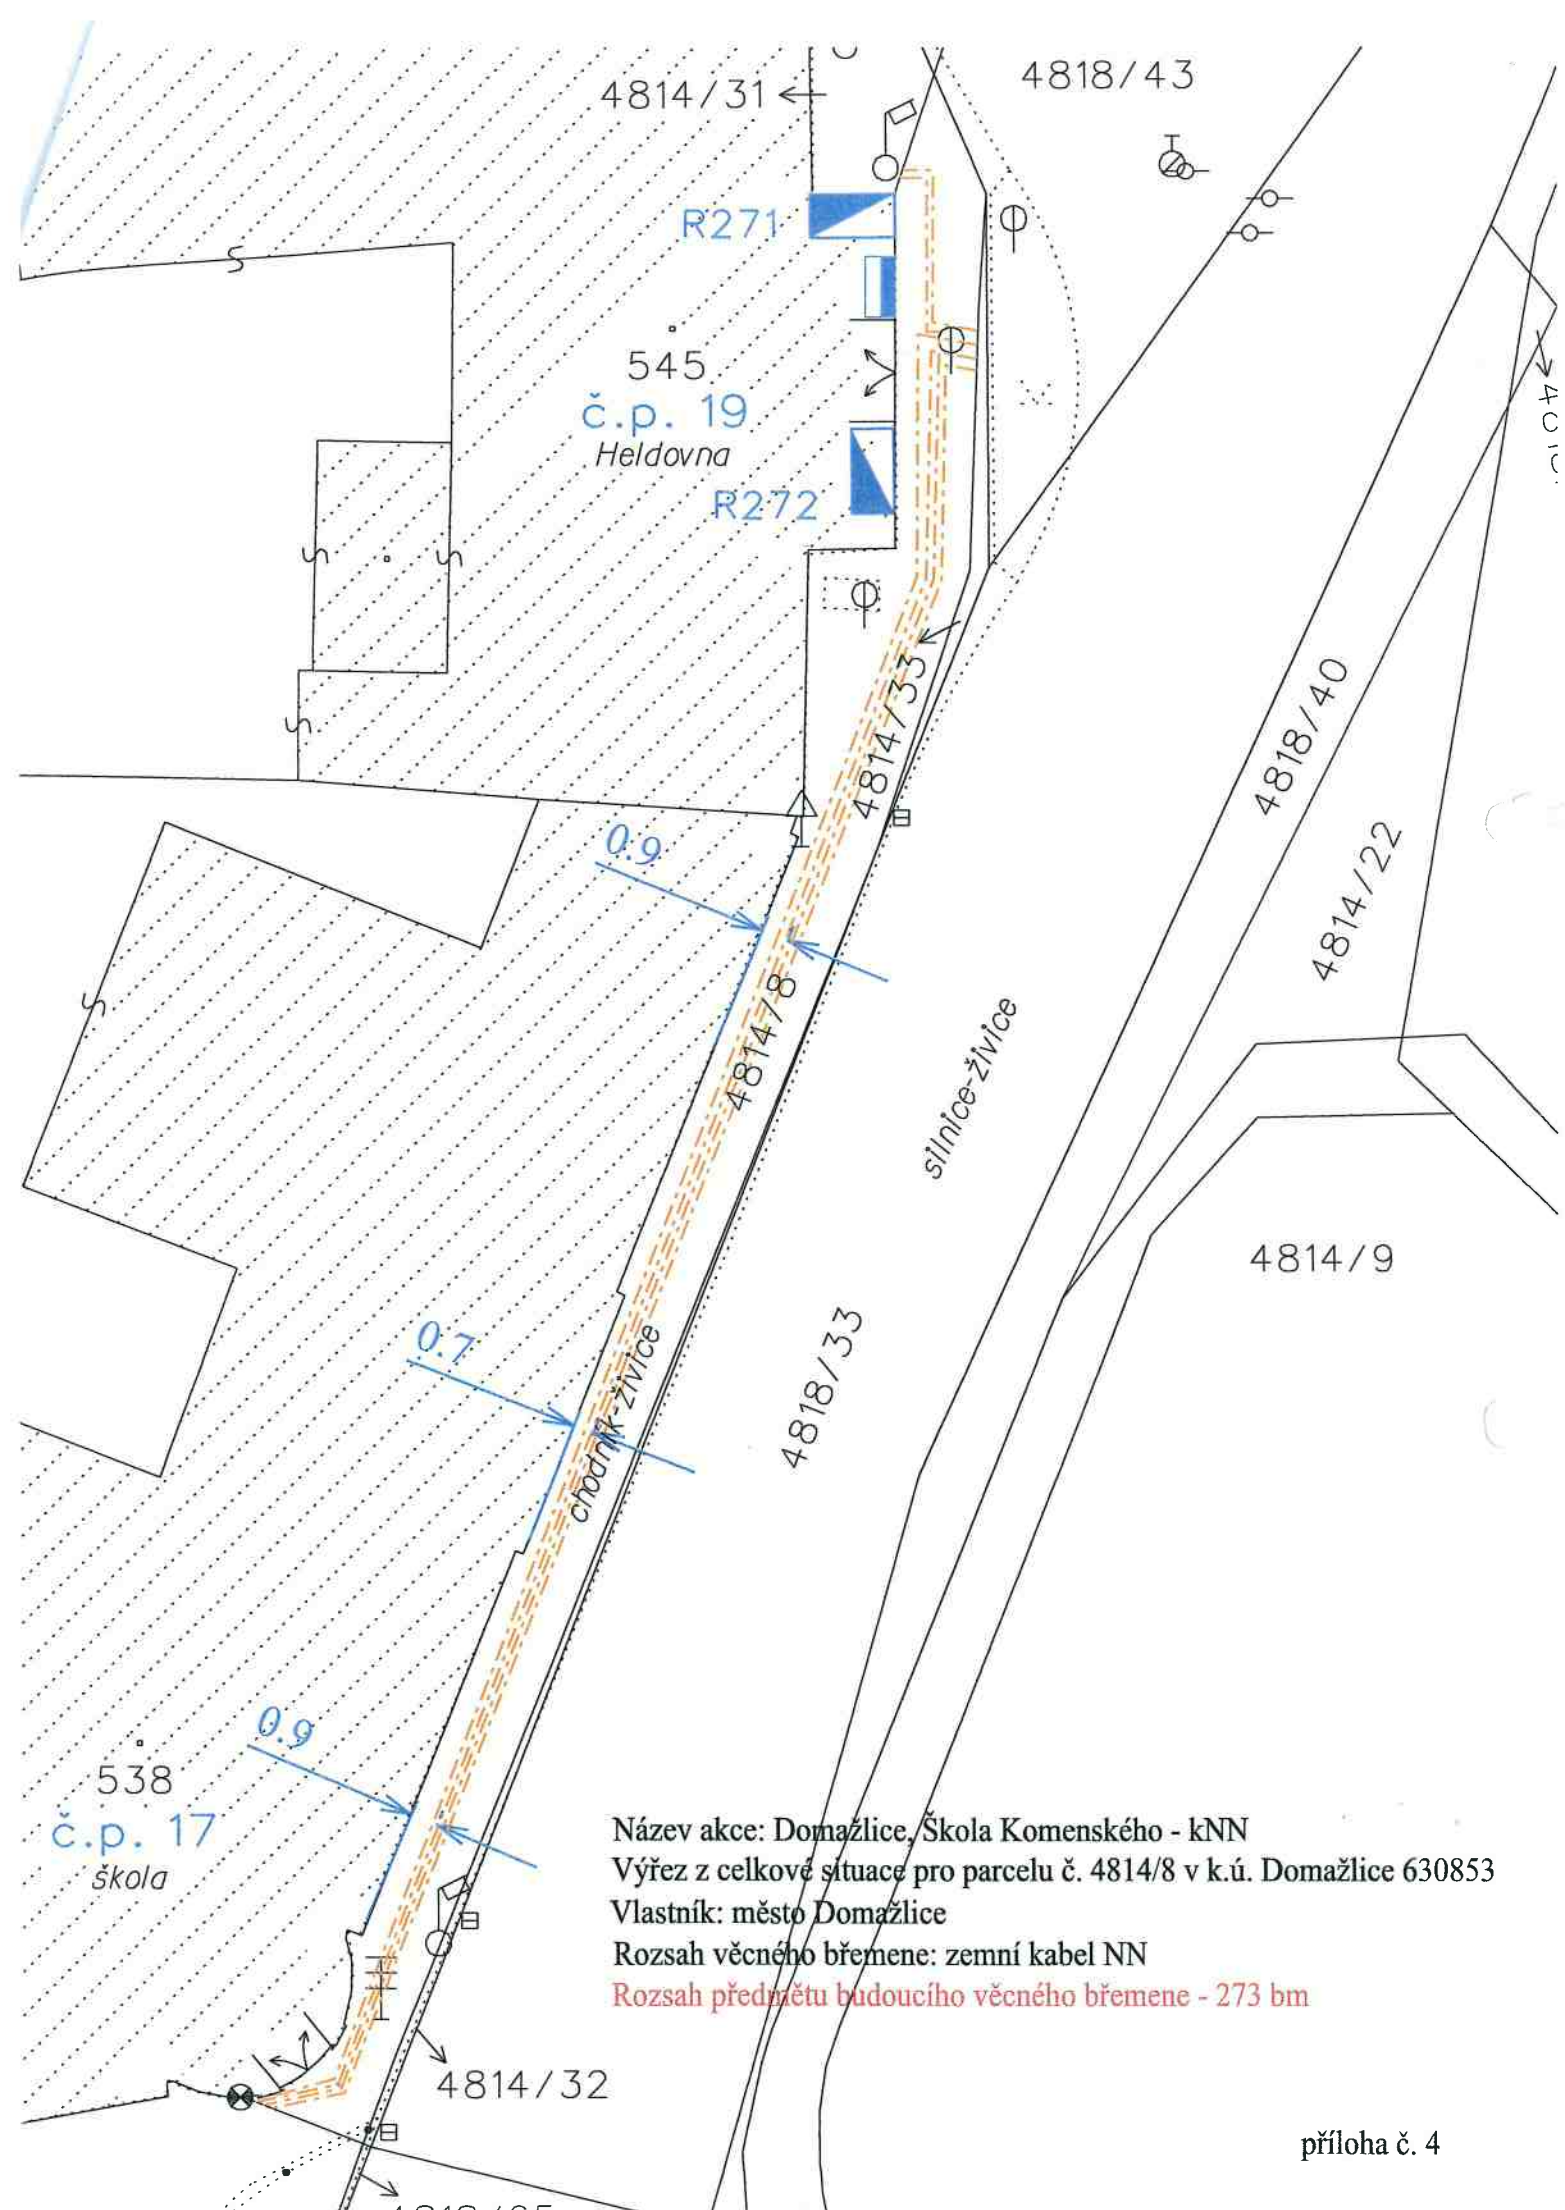 4814/31
4818/43
R271
545
č.p. 19
Heldovna
R272
4814/33
4818/40
0.9
4814/22
4814/8
silnice-živice
4814/9
0.7
chodník-živice
4818/33
0.9
538
č.p. 17
škola
Název akce: Domažlice, Škola Komenského - kNN
Výřez z celkové situace pro parcelu č. 4814/8 v k.ú. Domažlice 630853
Vlastník: město Domažlice
Rozsah věcného břemene: zemní kabel NN
Rozsah předmětu budoucího věcného břemene - 273 bm
4814/32
příloha č. 4